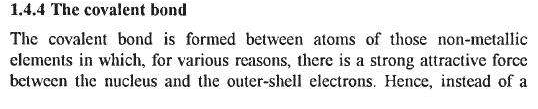 1.4.4 The covalent bond
The covalent bond is formed between atoms of those non-metallic
elements in which, for various reasons, there is a strong attractive force
between the nucleus and the outer-shell electrons. Hence, instead of a